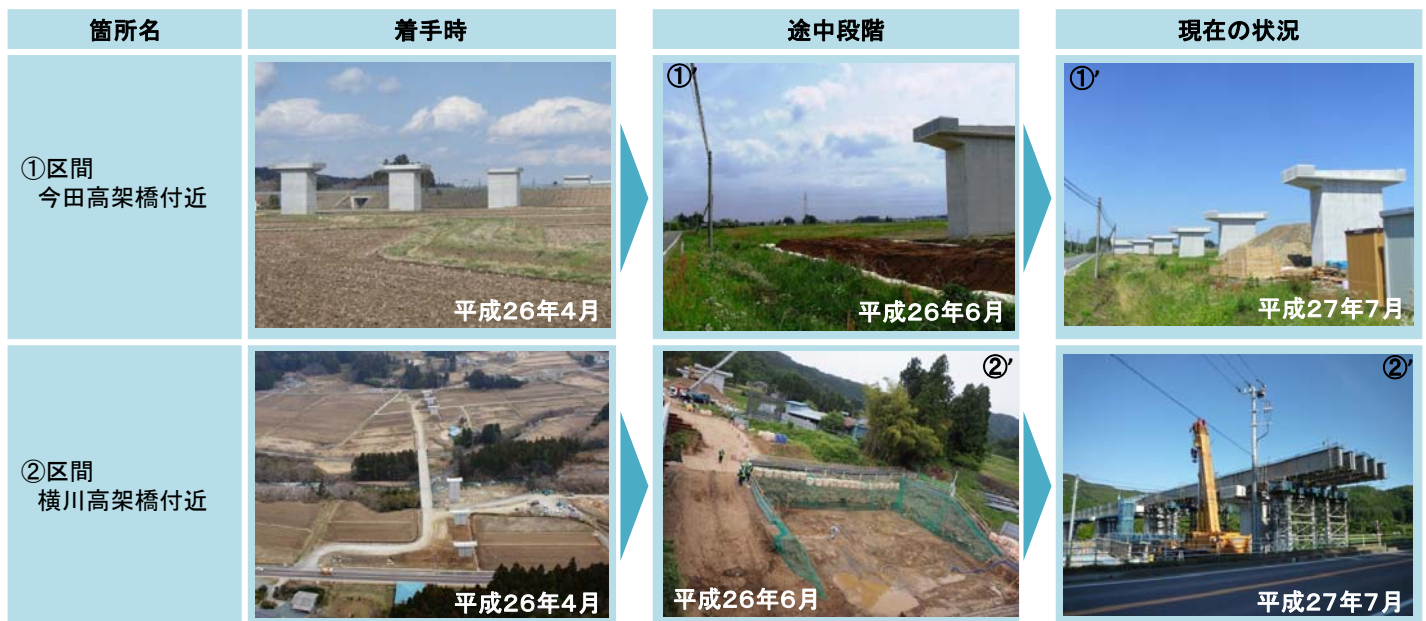 箇所名
着手時
途中段階
現在の状況
①区間
今田高架橋付近
平成26年4月
①’
平成26年6月
①’
平成27年7月
②区間
横川高架橋付近
平成26年4月
②’
平成26年6月
②’
平成27年7月